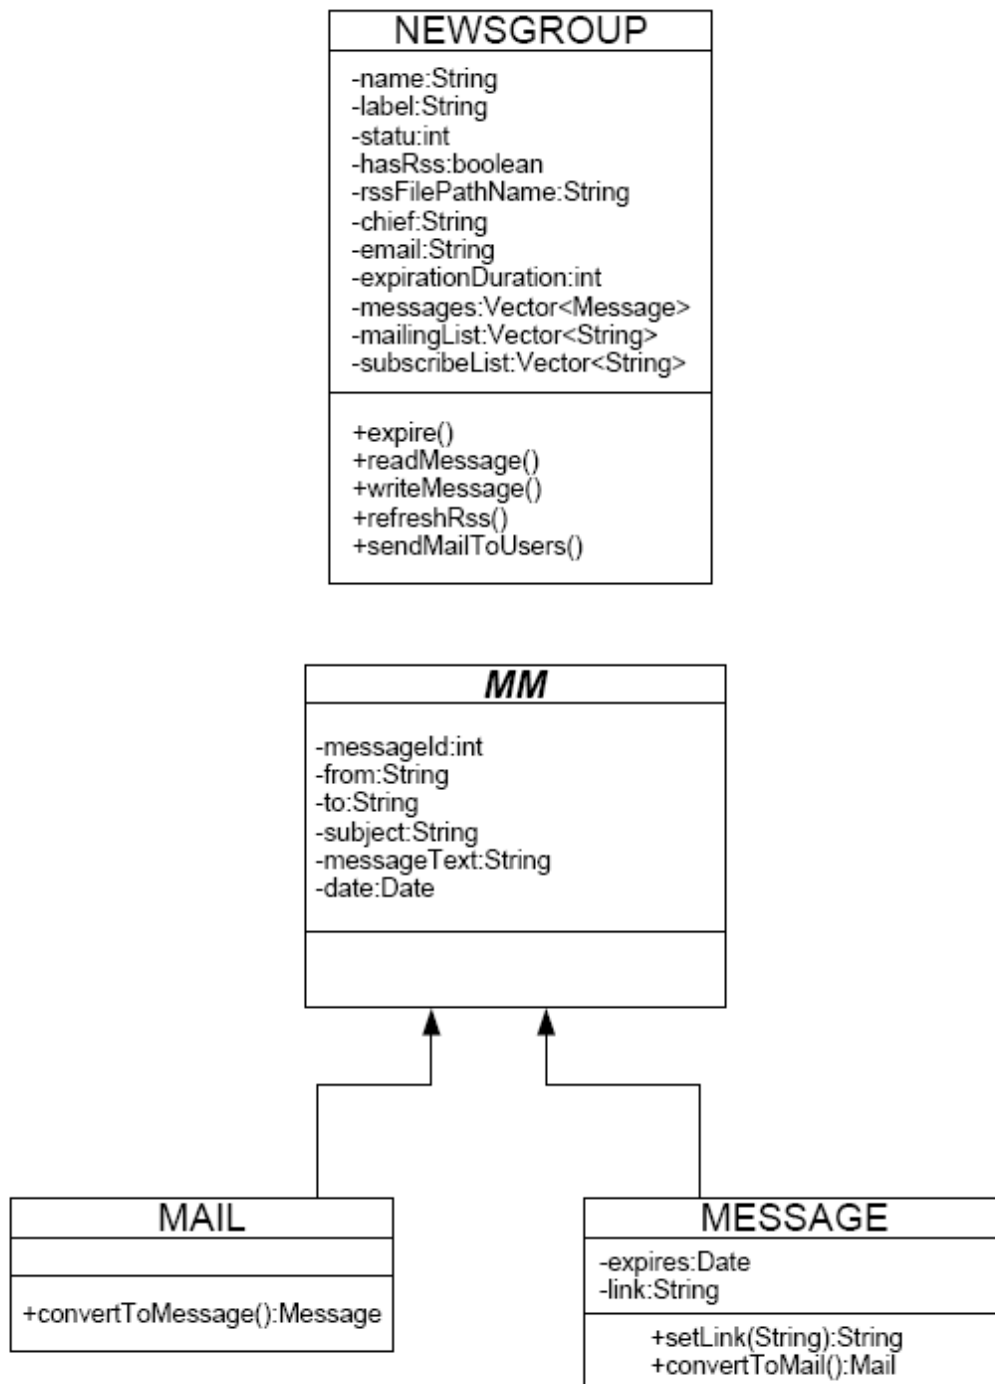 NEWSGROUP
-name:String
-label:String
-statu:int
-hasRss:boolean
-rssFilePathName:String
-chief:String
-email:String
-expirationDuration:int
-messages:Vector<Message>
-mailingList:Vector<String>
-subscribeList:Vector<String>
+expire()
+readMessage()
+writeMessage()
+refreshRss()
+sendMailToUsers()
MM
-messageId:int
-from:String
-to:String
-subject:String
-messageText:String
-date:Date
MAIL
+convertToMessage():Message
MESSAGE
-expires:Date
-link:String
+setLink(String):String
+convertToMail():Mail